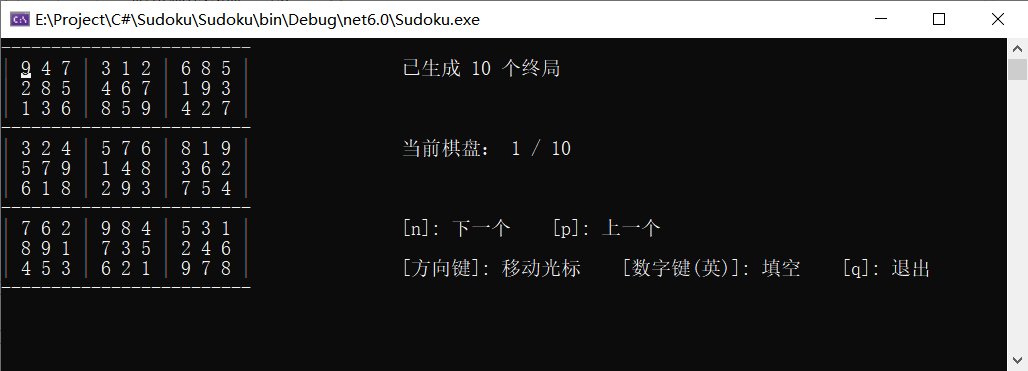 E:\Project\C#\Sudoku\Sudoku\bin\Debug\net6.0\Sudoku.exe
9 4 7 | 3 1 2 | 6 8 5 | 已生成 10 个终局
2 8 5 | 4 6 7 | 1 9 3 |
1 3 6 | 8 5 9 | 4 2 7 |
3 2 4 | 5 7 6 | 8 1 9 | 当前棋盘: 1 / 10
5 7 9 | 1 4 8 | 3 6 2 |
6 1 8 | 2 9 3 | 7 5 4 |
7 6 2 | 9 8 4 | 5 3 1 | [n]: 下一个 [p]: 上一个
8 9 1 | 7 3 5 | 2 4 6 |
4 5 3 | 6 2 1 | 9 7 8 | [方向键]: 移动光标 [数字键(英)]: 填空 [q]: 退出